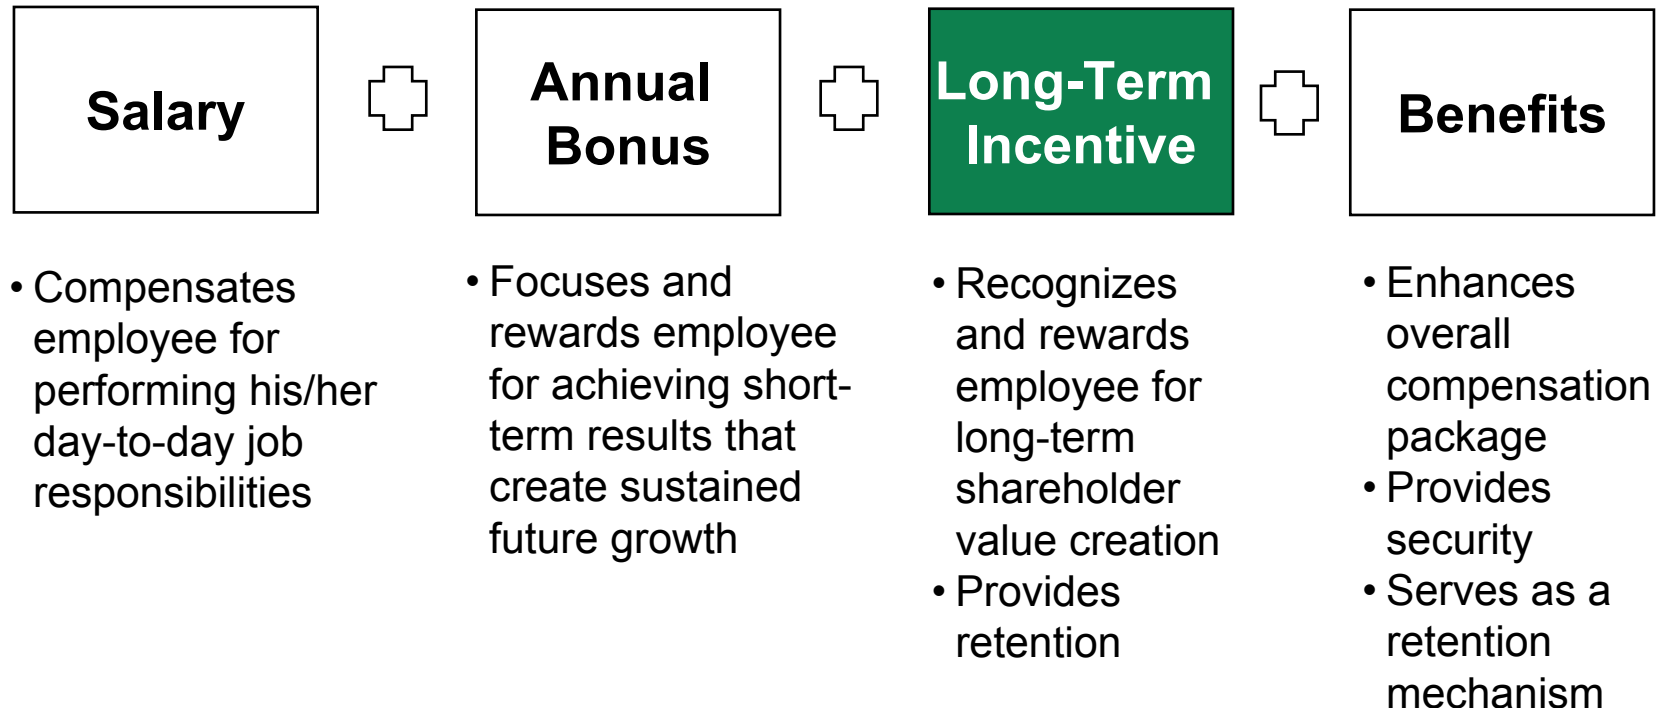 Salary
Annual
Bonus
Long-Term
Incentive
Benefits
• Compensates
employee for
performing his/her
day-to-day job
responsibilities
• Focuses and
rewards employee
for achieving short-
term results that
create sustained
future growth
• Recognizes
and rewards
employee for
long-term
shareholder
value creation
• Provides
retention
• Enhances
overall
compensation
package
• Provides
security
• Serves as a
retention
mechanism